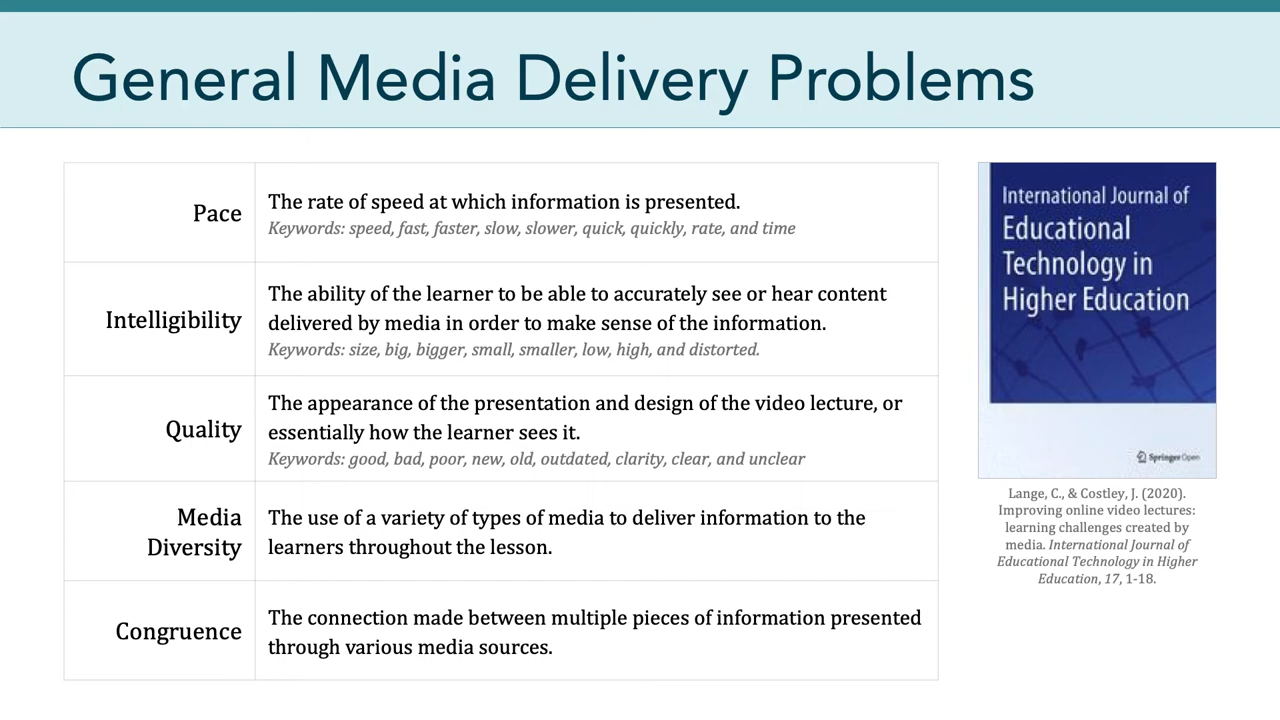 General Media Delivery Problems
Pace
The rate of speed at which information is presented.
Keywords: speed, fast, faster, slow, slower, quick, quickly, rate, and time
Intelligibility
The ability of the learner to be able to accurately see or hear content
delivered by media in order to make sense of the information.
Keywords: size, big, bigger, small, smaller, low, high, and distorted.
Quality
The appearance of the presentation and design of the video lecture, or
essentially how the learner sees it.
Keywords: good, bad, poor, new, old, outdated, clarity, clear, and unclear
Media
Diversity
The use of a variety of types of media to deliver information to the
learners throughout the lesson.
Congruence
The connection made between multiple pieces of information presented
through various media sources.
International Journal of
Educational
Technology in
Higher Education
Springer Open
Lange, C., & Costley, J. (2020).
Improving online video lectures:
learning challenges created by
media. International Journal of
Educational Technology in Higher
Education, 17, 1-18.